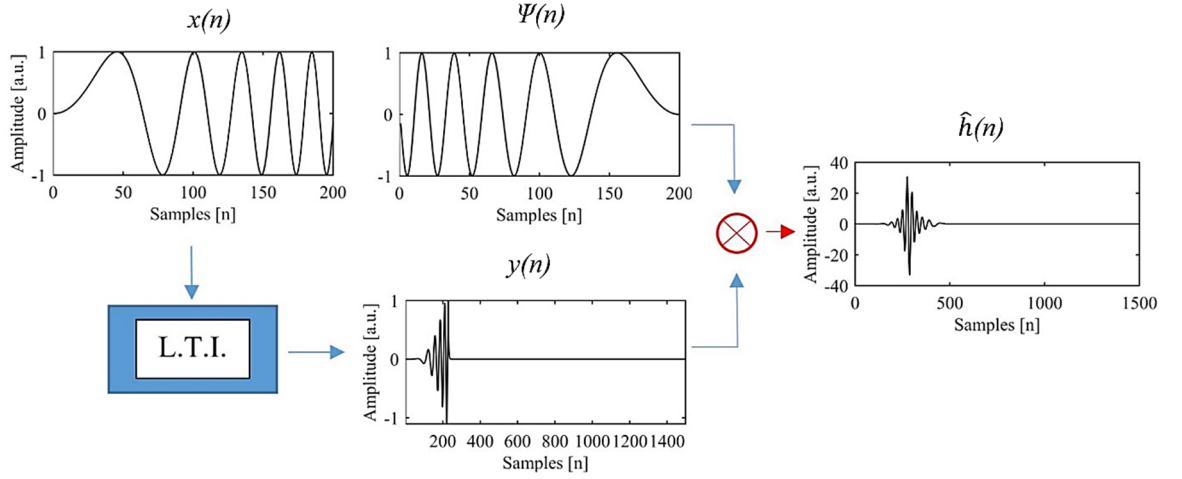 x(n)
Ψ(n)
Amplitude [a.u.]
1
0
-1
0 50 100 150 200
Samples [n]
1
0
-1
0 50 100 150 200
Samples [n]
ĥ(n)
Amplitude [a.u.]
40
20
0
-20
-40
0 500 1000 1500
Samples [n]
L.T.I.
y(n)
Amplitude [a.u.]
1
0
-1
200 400 600 800 1000 1200 1400
Samples [n]